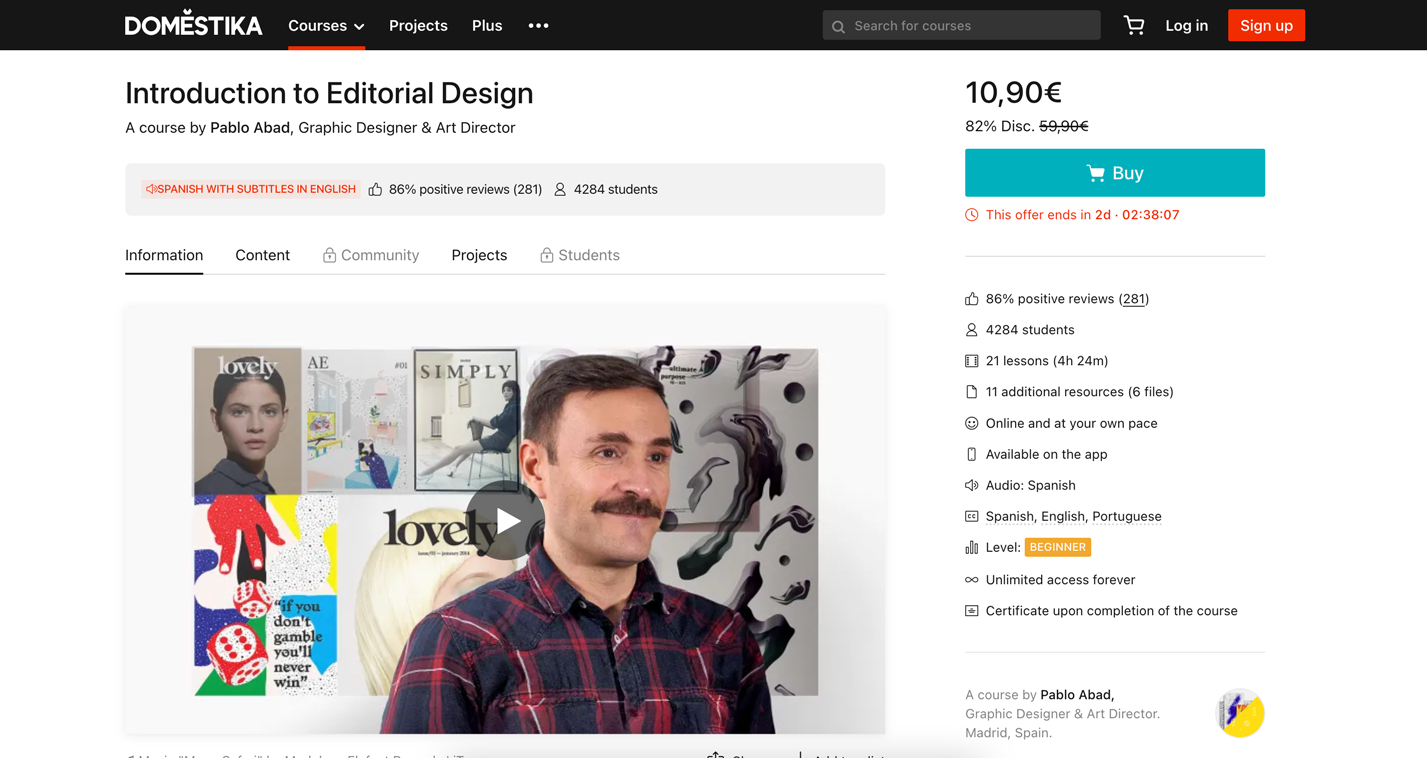 DOMESTIKA
Courses
Projects
Plus
Search for courses
Log in
Sign up
Introduction to Editorial Design
A course by Pablo Abad, Graphic Designer & Art Director
SPANISH WITH SUBTITLES IN ENGLISH
86% positive reviews (281)
4284 students
Information
Content
Community
Projects
Students
lovely
AE
#01
SIMPLY
ultimate
purpose
lovely
issue/01 — january 2014
"if you
don't
gamble
you'll
never
win"
10,90€
82% Disc. 59,90€
Buy
This offer ends in 2d · 02:38:07
86% positive reviews (281)
4284 students
21 lessons (4h 24m)
11 additional resources (6 files)
Online and at your own pace
Available on the app
Audio: Spanish
CC
Spanish, English, Portuguese
Level: BEGINNER
Unlimited access forever
Certificate upon completion of the course
A course by Pablo Abad,
Graphic Designer & Art Director.
Madrid, Spain.